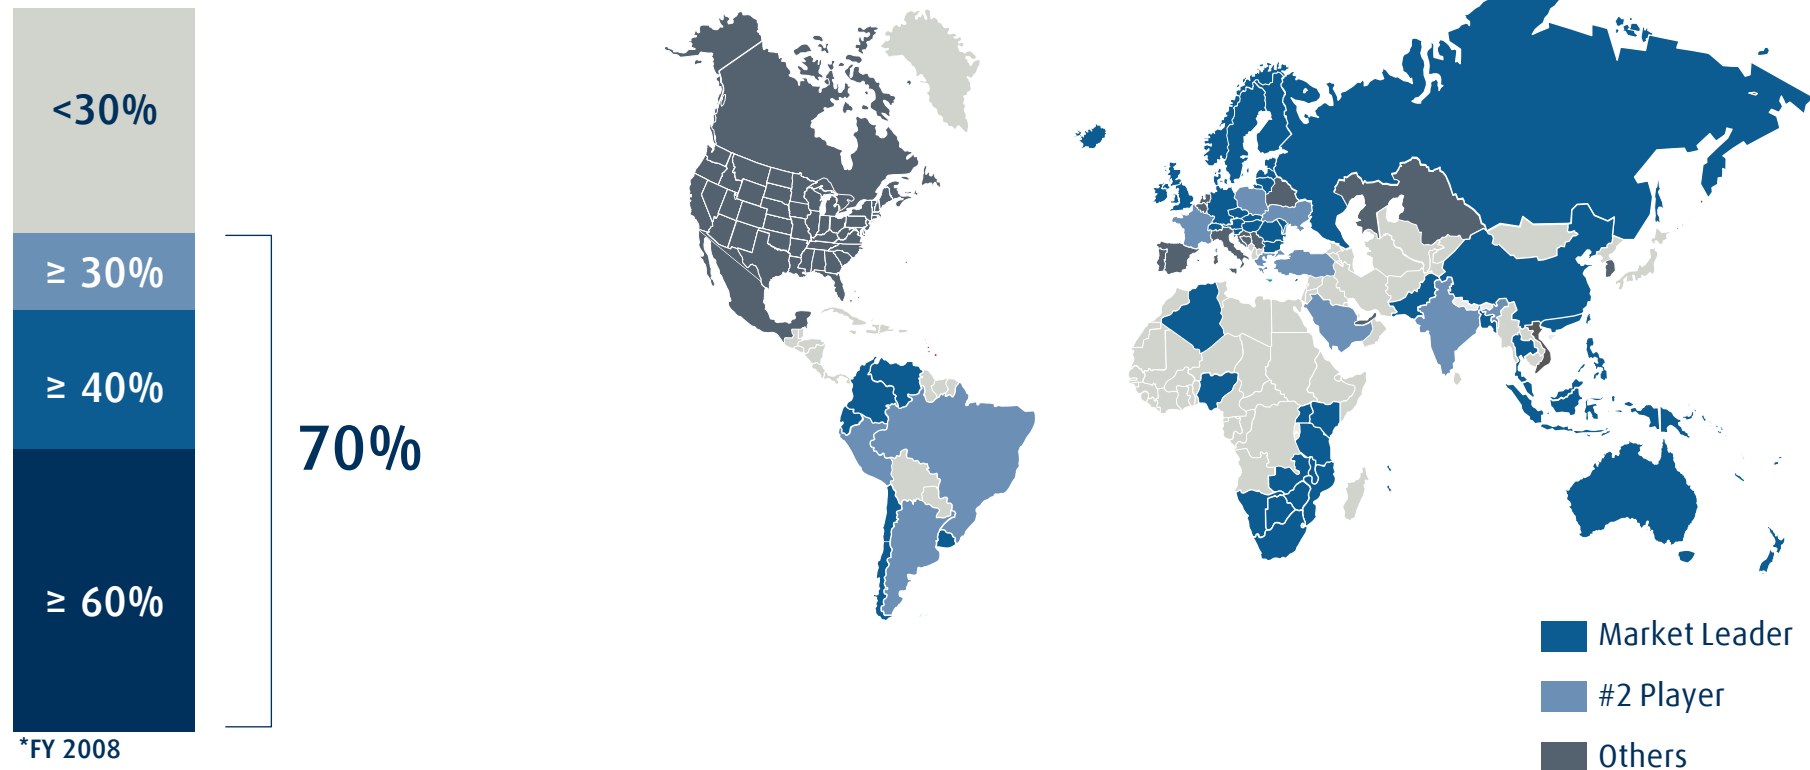 <30%
≥ 30%
≥ 40%
≥ 60%
70%
*FY 2008
Market Leader
#2 Player
Others